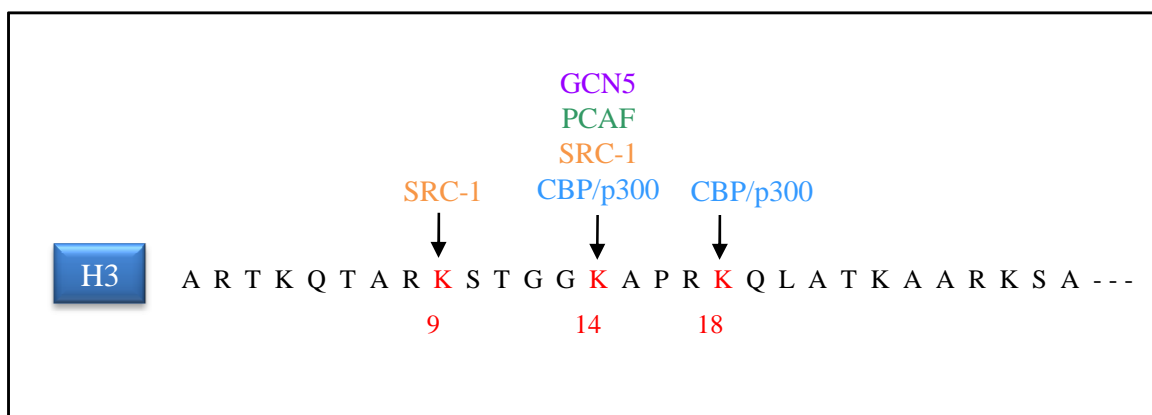 GCN5
PCAF
SRC-1
SRC-1 CBP/p300 CBP/p300
H3 A R T K Q T A R K S T G G K A P R K Q L A T K A A R K S A - - -
9 14 18